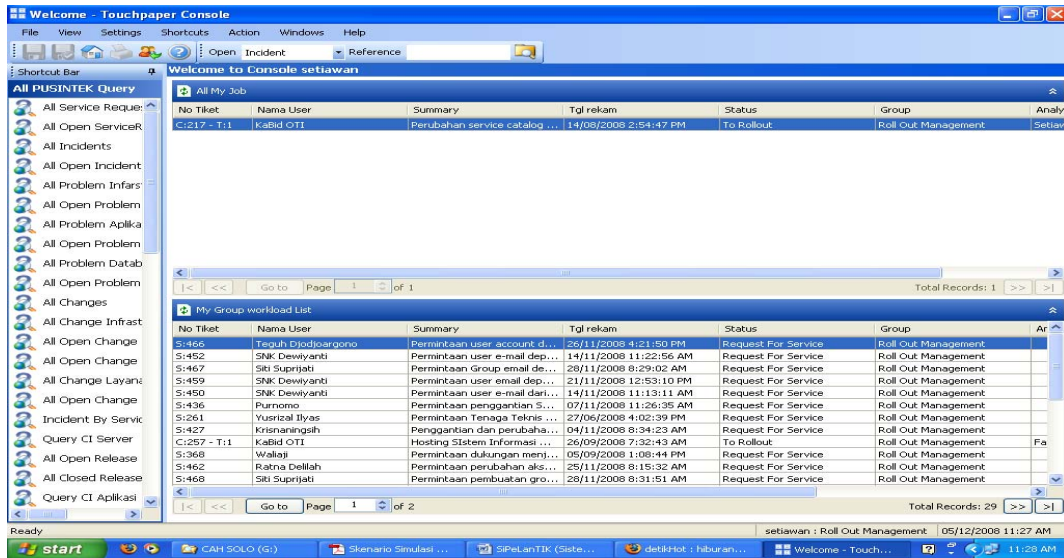 Welcome - Touchpaper Console
File View Settings Shortcuts Action Windows Help
Open Incident Reference
Shortcut Bar
Welcome to Console setiawan
All PUSINTEK Query
All Service Reque
All Open ServiceR
All Incidents
All Open Incident
All Problem Infars
All Open Problem
All Problem Aplika
All Open Problem
All Problem Datab
All Open Problem
All Changes
All Change Infrast
All Open Change
All Open Change
All Change Layana
All Open Change
Incident By Servic
Query CI Server
All Open Release
All Closed Release
Query CI Aplikasi
All My Job
No Tiket Nama User Summary Tgl rekam Status Group Analy
C:217 - T:1 KaBid OTI Perubahan service catalog ... 14/08/2008 2:54:47 PM To Rollout Roll Out Management Setiaw
|< << Go to Page 1 of 1 Total Records: 1 >> >|
My Group workload List
No Tiket Nama User Summary Tgl rekam Status Group Ar
S:466 Teguh Djodjoargono Permintaan user account d... 26/11/2008 4:21:50 PM Request For Service Roll Out Management
S:452 SNK Dewiyanti Permintaan user e-mail dep... 14/11/2008 11:22:56 AM Request For Service Roll Out Management
S:467 Siti Suprijati Permintaan Group email de... 28/11/2008 8:29:02 AM Request For Service Roll Out Management
S:459 SNK Dewiyanti Permintaan user email dep... 21/11/2008 12:53:10 PM Request For Service Roll Out Management
S:450 SNK Dewiyanti Permintaan user e-mail dari... 14/11/2008 11:13:11 AM Request For Service Roll Out Management
S:436 Purnomo Permintaan penggantian S... 07/11/2008 11:26:35 AM Request For Service Roll Out Management
S:261 Yusrizal Ilyas Permintaan Tenaga Teknis ... 27/06/2008 4:02:39 PM Request For Service Roll Out Management
S:427 Krisnaningsih Penggantian dan perubaha... 04/11/2008 8:34:23 AM Request For Service Roll Out Management
C:257 - T:1 KaBid OTI Hosting SIstem Informasi ... 26/09/2008 7:32:43 AM To Rollout Roll Out Management Fa
S:368 Waliaji Permintaan dukungan menj... 05/09/2008 1:08:44 PM Request For Service Roll Out Management
S:462 Ratna Delilah Permintaan perubahan aks... 25/11/2008 8:15:32 AM Request For Service Roll Out Management
S:468 Siti Suprijati Permintaan pembuatan gro... 28/11/2008 8:31:51 AM Request For Service Roll Out Management
|< << Go to Page 1 of 2 Total Records: 29 >> >|
Ready setiawan : Roll Out Management 05/12/2008 11:27 AM
start CAH SOLO (G:) Skenario Simulasi ... SiPeLanTIK (Siste... detikHot : hiburan... Welcome - Touch... 11:28 AM